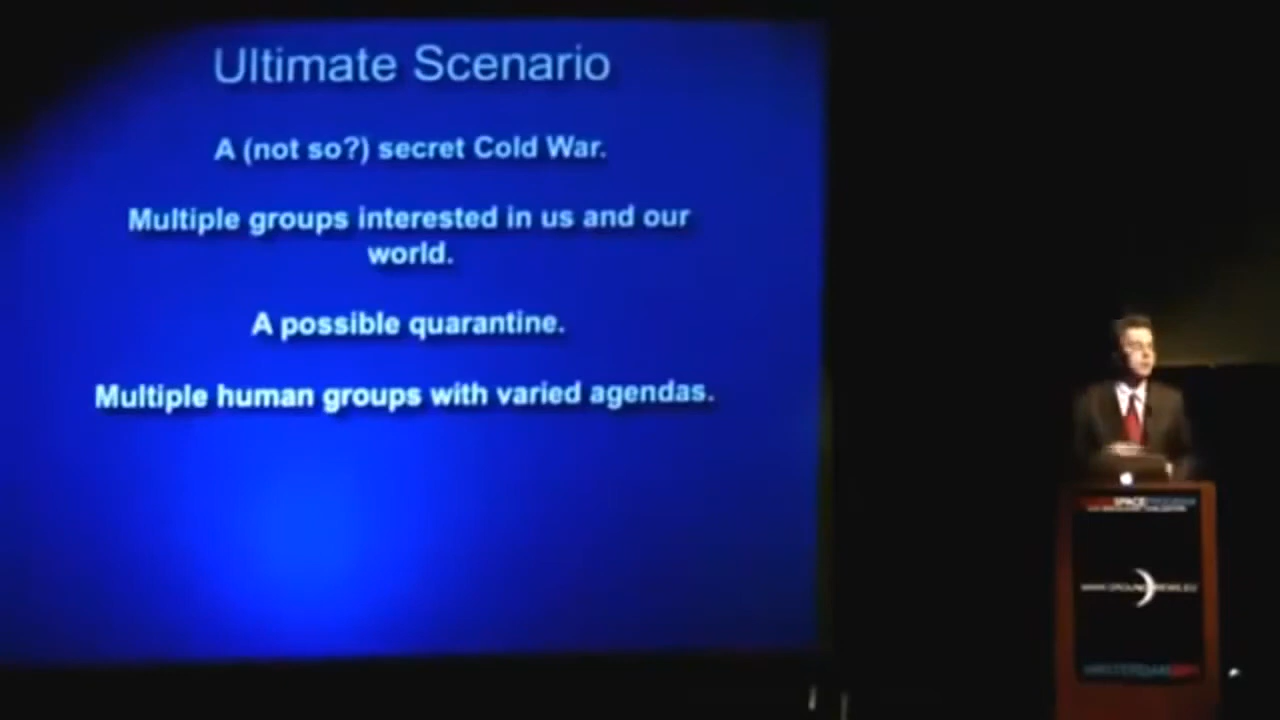 Ultimate Scenario
A (not so?) secret Cold War.
Multiple groups interested in us and our
world.
A possible quarantine.
Multiple human groups with varied agendas.
SPACE